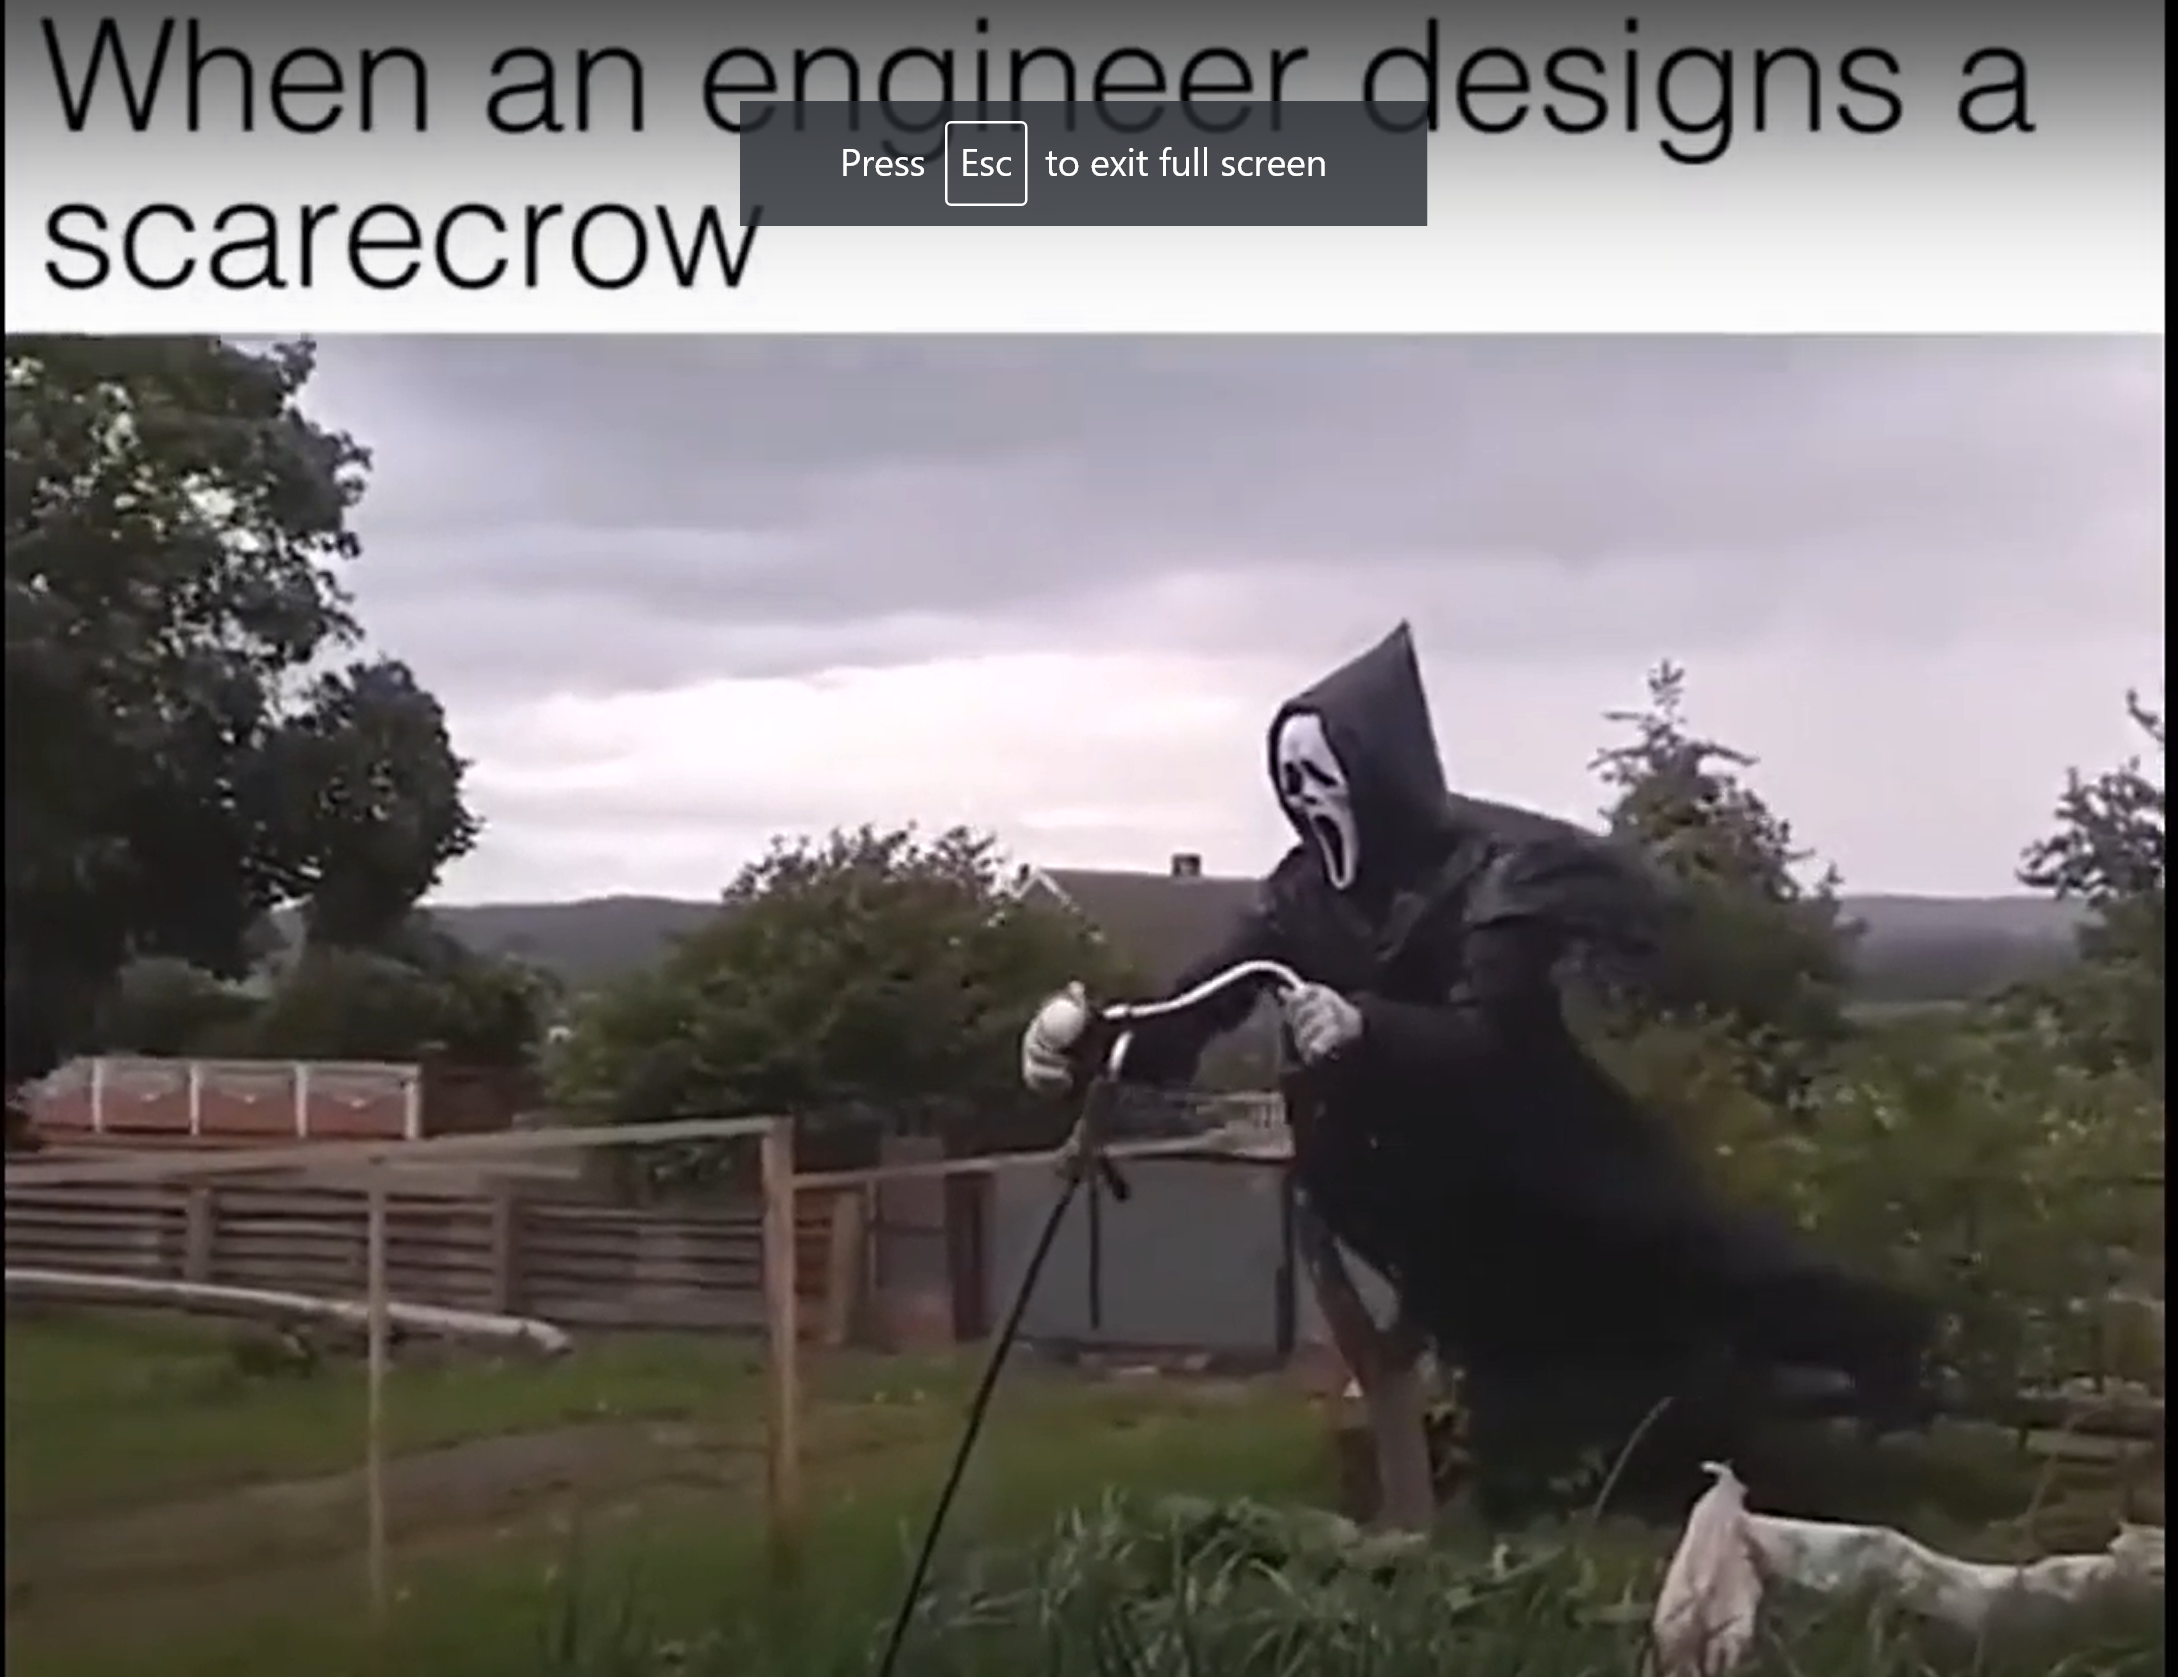 When an engineer designs a
Press Esc to exit full screen
scarecrow